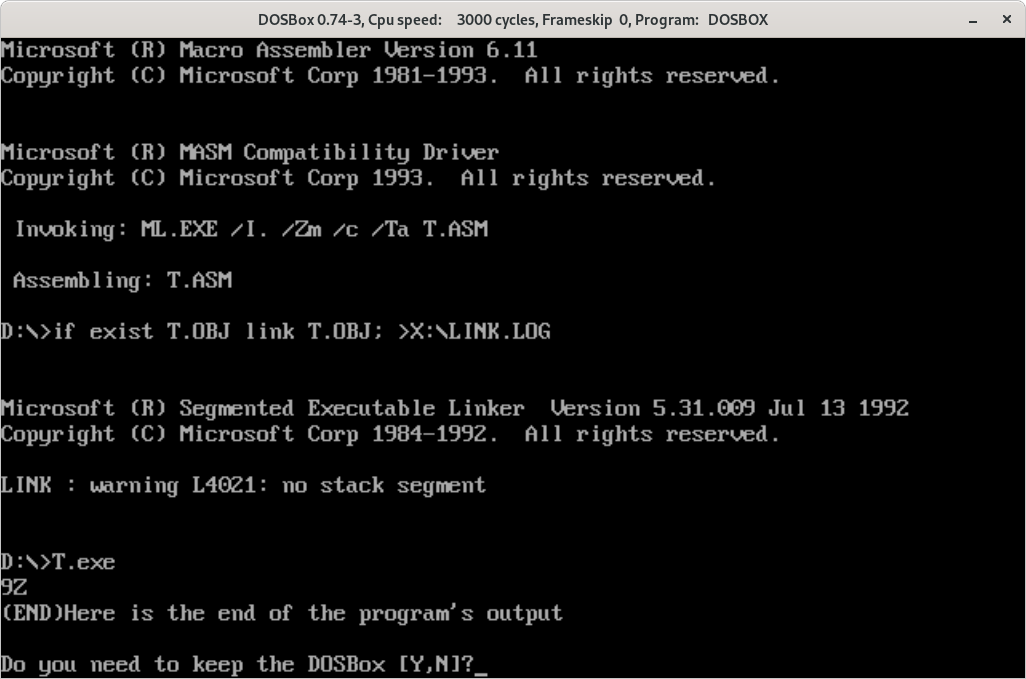 DOSBox 0.74-3, Cpu speed:    3000 cycles, Frameskip  0, Program:   DOSBOX
Microsoft (R) Macro Assembler Version 6.11
Copyright (C) Microsoft Corp 1981-1993.  All rights reserved.
Microsoft (R) MASM Compatibility Driver
Copyright (C) Microsoft Corp 1993.  All rights reserved.
Invoking: ML.EXE /I. /Zm /c /Ta T.ASM
Assembling: T.ASM
D:\>if exist T.OBJ link T.OBJ; >X:\LINK.LOG
Microsoft (R) Segmented Executable Linker  Version 5.31.009 Jul 13 1992
Copyright (C) Microsoft Corp 1984-1992.  All rights reserved.
LINK : warning L4021: no stack segment
D:\>T.exe
9Z
(END)Here is the end of the program's output
Do you need to keep the DOSBox [Y,N]?_